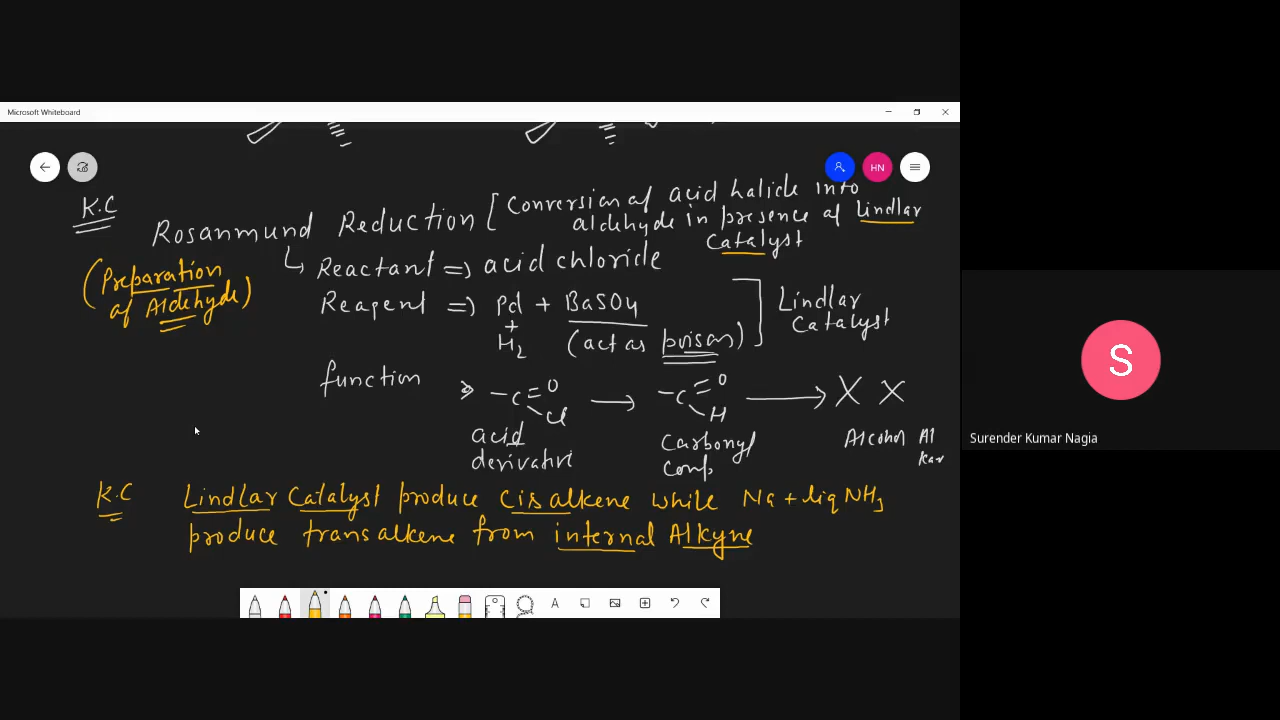 Microsoft Whiteboard
HN
K.C
Rosanmund Reduction [Conversion of acid halide into
aldehyde in presence of Lindlar
Catalyst
(Preparation
of Aldehyde)
Reactant => acid chloride
Reagent => Pd + BaSO4
+
H2
(act as poison)
Lindlar
Catalyst
function
-C=O
Cl
-C=O
H
X X
acid
derivative
Carbonyl
Comp
Alcohol Al
kan
K.C Lindlar Catalyst produce Cis alkene while Na + liq NH3
produce trans alkene from internal Alkyne
A
S
Surender Kumar Nagia